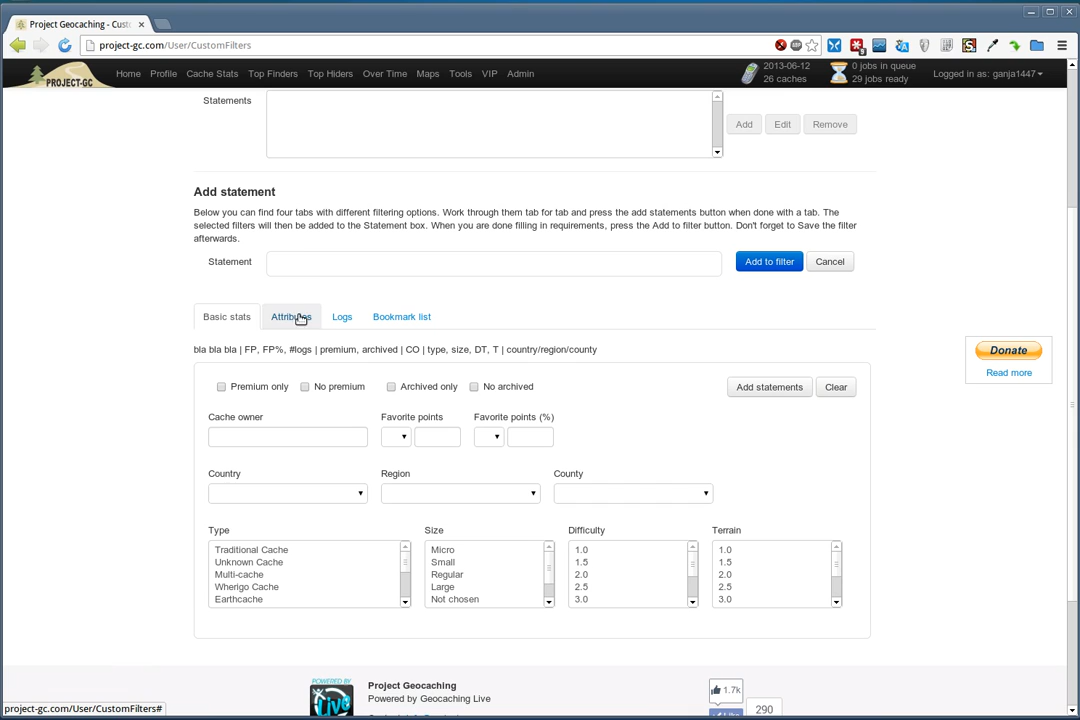 Project Geocaching - Cust
project-gc.com/User/CustomFilters
PROJECT-GC
Home Profile Cache Stats Top Finders Top Hiders Over Time Maps Tools VIP Admin
2013-06-12
26 caches
0 jobs in queue
29 jobs ready
Logged in as: ganja1447
Statements
Add Edit Remove
Add statement
Below you can find four tabs with different filtering options. Work through them tab for tab and press the add statements button when done with a tab. The
selected filters will then be added to the Statement box. When you are done filling in requirements, press the Add to filter button. Don't forget to Save the filter
afterwards.
Statement
Add to filter Cancel
Basic stats Attributes Logs Bookmark list
bla bla bla | FP, FP%, #logs | premium, archived | CO | type, size, DT, T | country/region/county
Donate
Read more
Premium only No premium Archived only No archived
Add statements Clear
Cache owner Favorite points Favorite points (%)
Country Region County
Type Size Difficulty Terrain
Traditional Cache Micro 1.0 1.0
Unknown Cache Small 1.5 1.5
Multi-cache Regular 2.0 2.0
Wherigo Cache Large 2.5 2.5
Earthcache Not chosen 3.0 3.0
POWERED BY
Live
Project Geocaching
Powered by Geocaching Live
1.7k
290
project-gc.com/User/CustomFilters#